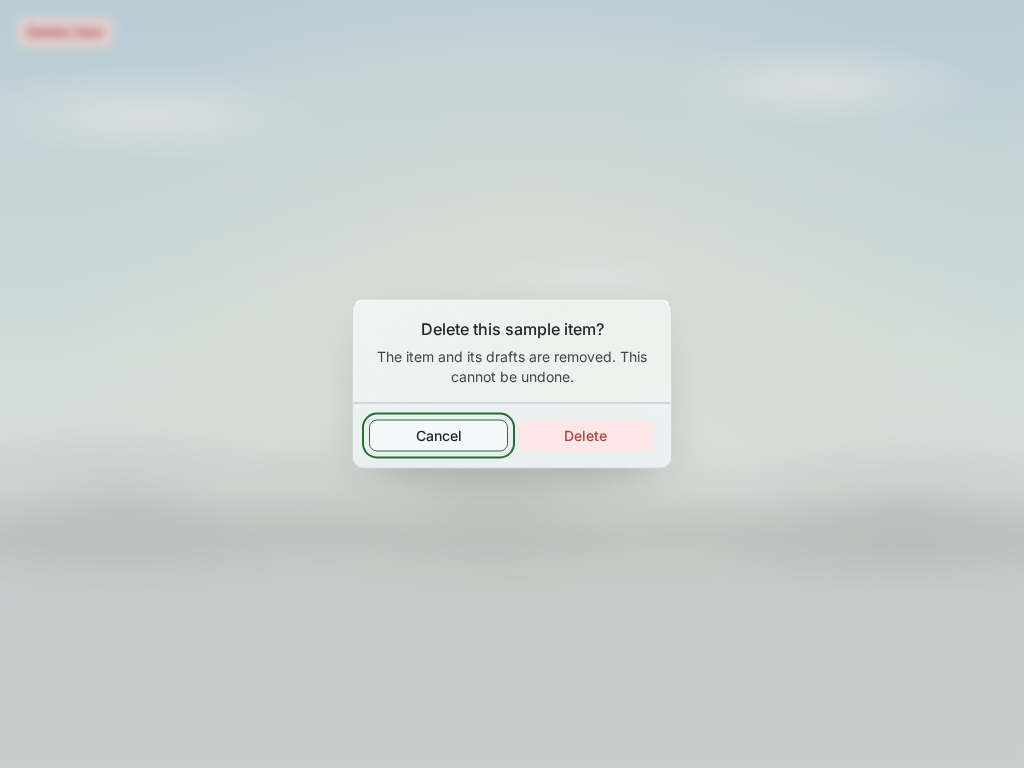 Delete this sample item?
The item and its drafts are removed. This
cannot be undone.
Cancel
Delete